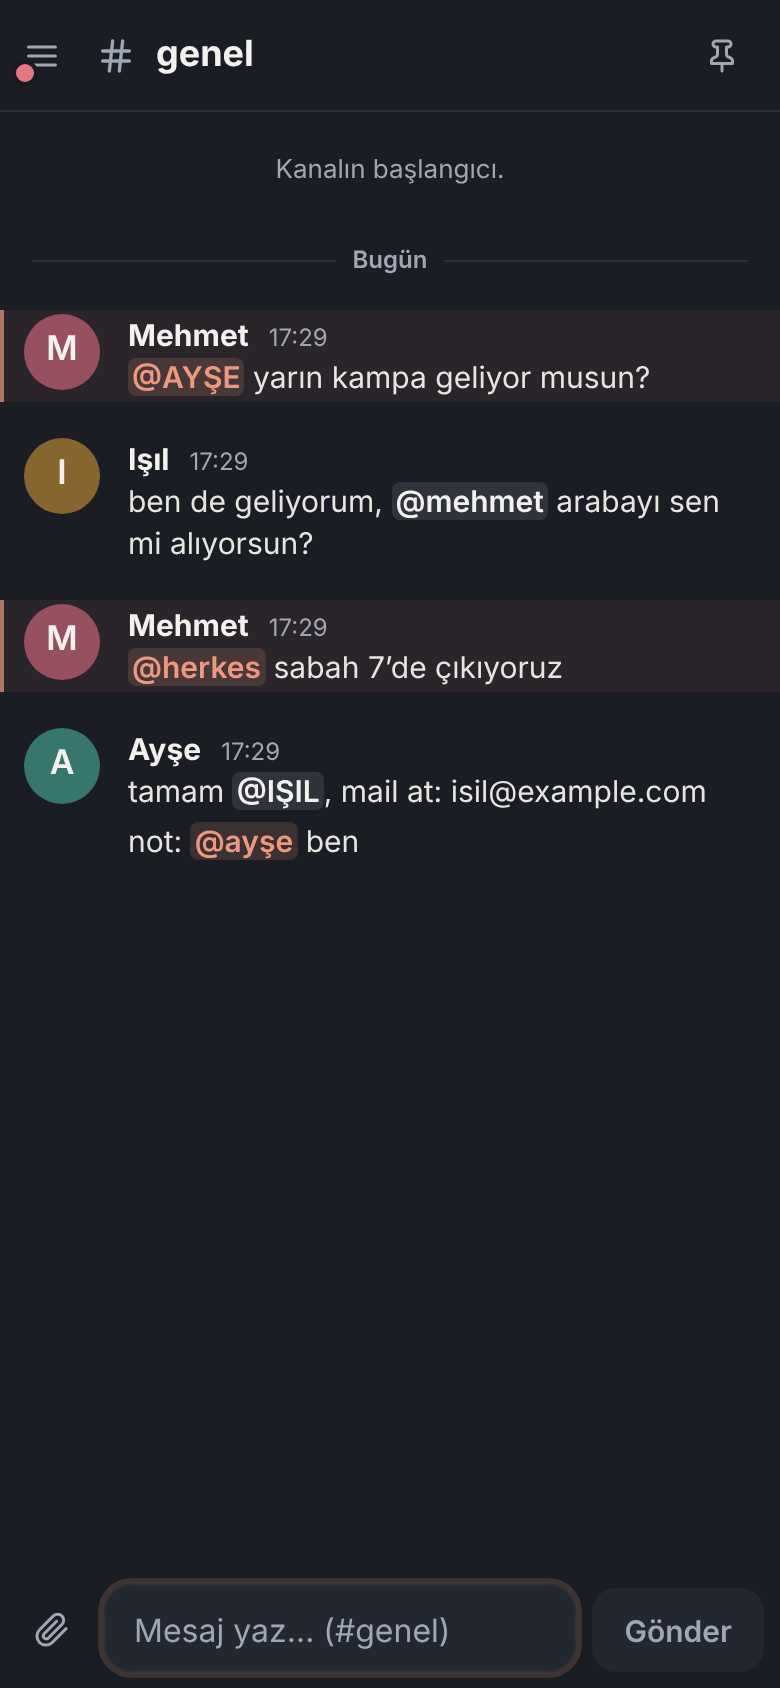 # genel
Kanalın başlangıcı.
Bugün
M
Mehmet 17:29
@AYŞE yarın kampa geliyor musun?
I
Işıl 17:29
ben de geliyorum, @mehmet arabayı sen
mi alıyorsun?
M
Mehmet 17:29
@herkes sabah 7’de çıkıyoruz
A
Ayşe 17:29
tamam @IŞIL, mail at: isil@example.com
not: @ayşe ben
Mesaj yaz... (#genel)
Gönder